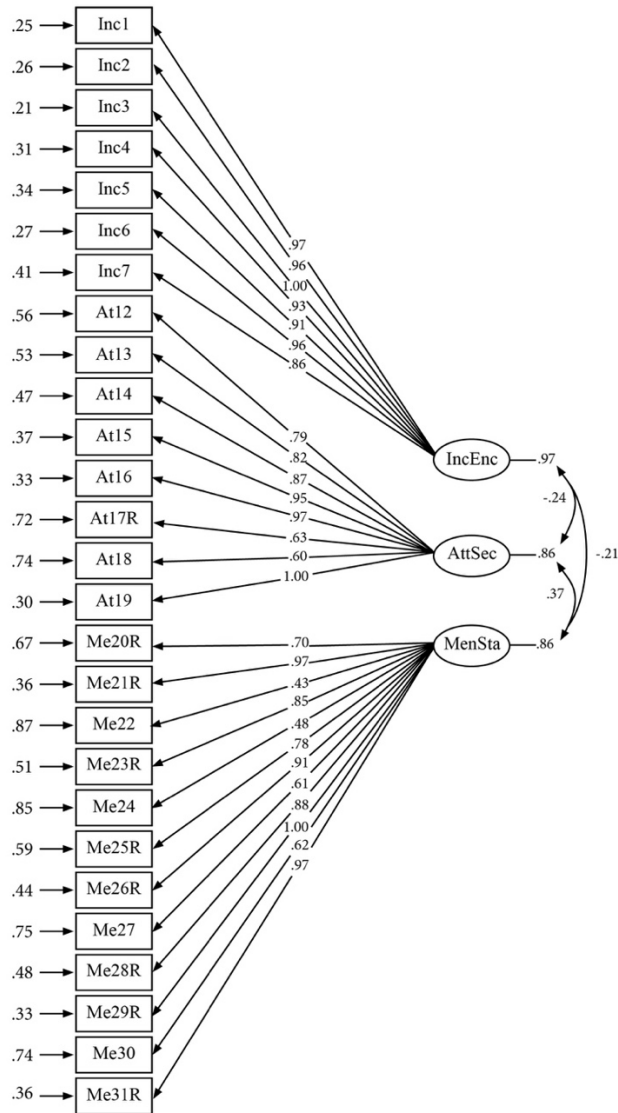 .25 Inc1
.26 Inc2
.21 Inc3
.31 Inc4
.34 Inc5
.27 Inc6
.41 Inc7
.56 At12
.53 At13
.47 At14
.37 At15
.33 At16
.72 At17R
.74 At18
.30 At19
.67 Me20R
.36 Me21R
.87 Me22
.51 Me23R
.85 Me24
.59 Me25R
.44 Me26R
.75 Me27
.48 Me28R
.33 Me29R
.74 Me30
.36 Me31R
.97
.96
1.00
.93
.91
.96
.86
.79
.82
.87
.95
.97
.63
.60
1.00
.70
.97
.43
.85
.48
.78
.91
.61
.88
1.00
.62
.97
IncEnc .97
-.24
AttSec .86
-.21
.37
MenSta .86